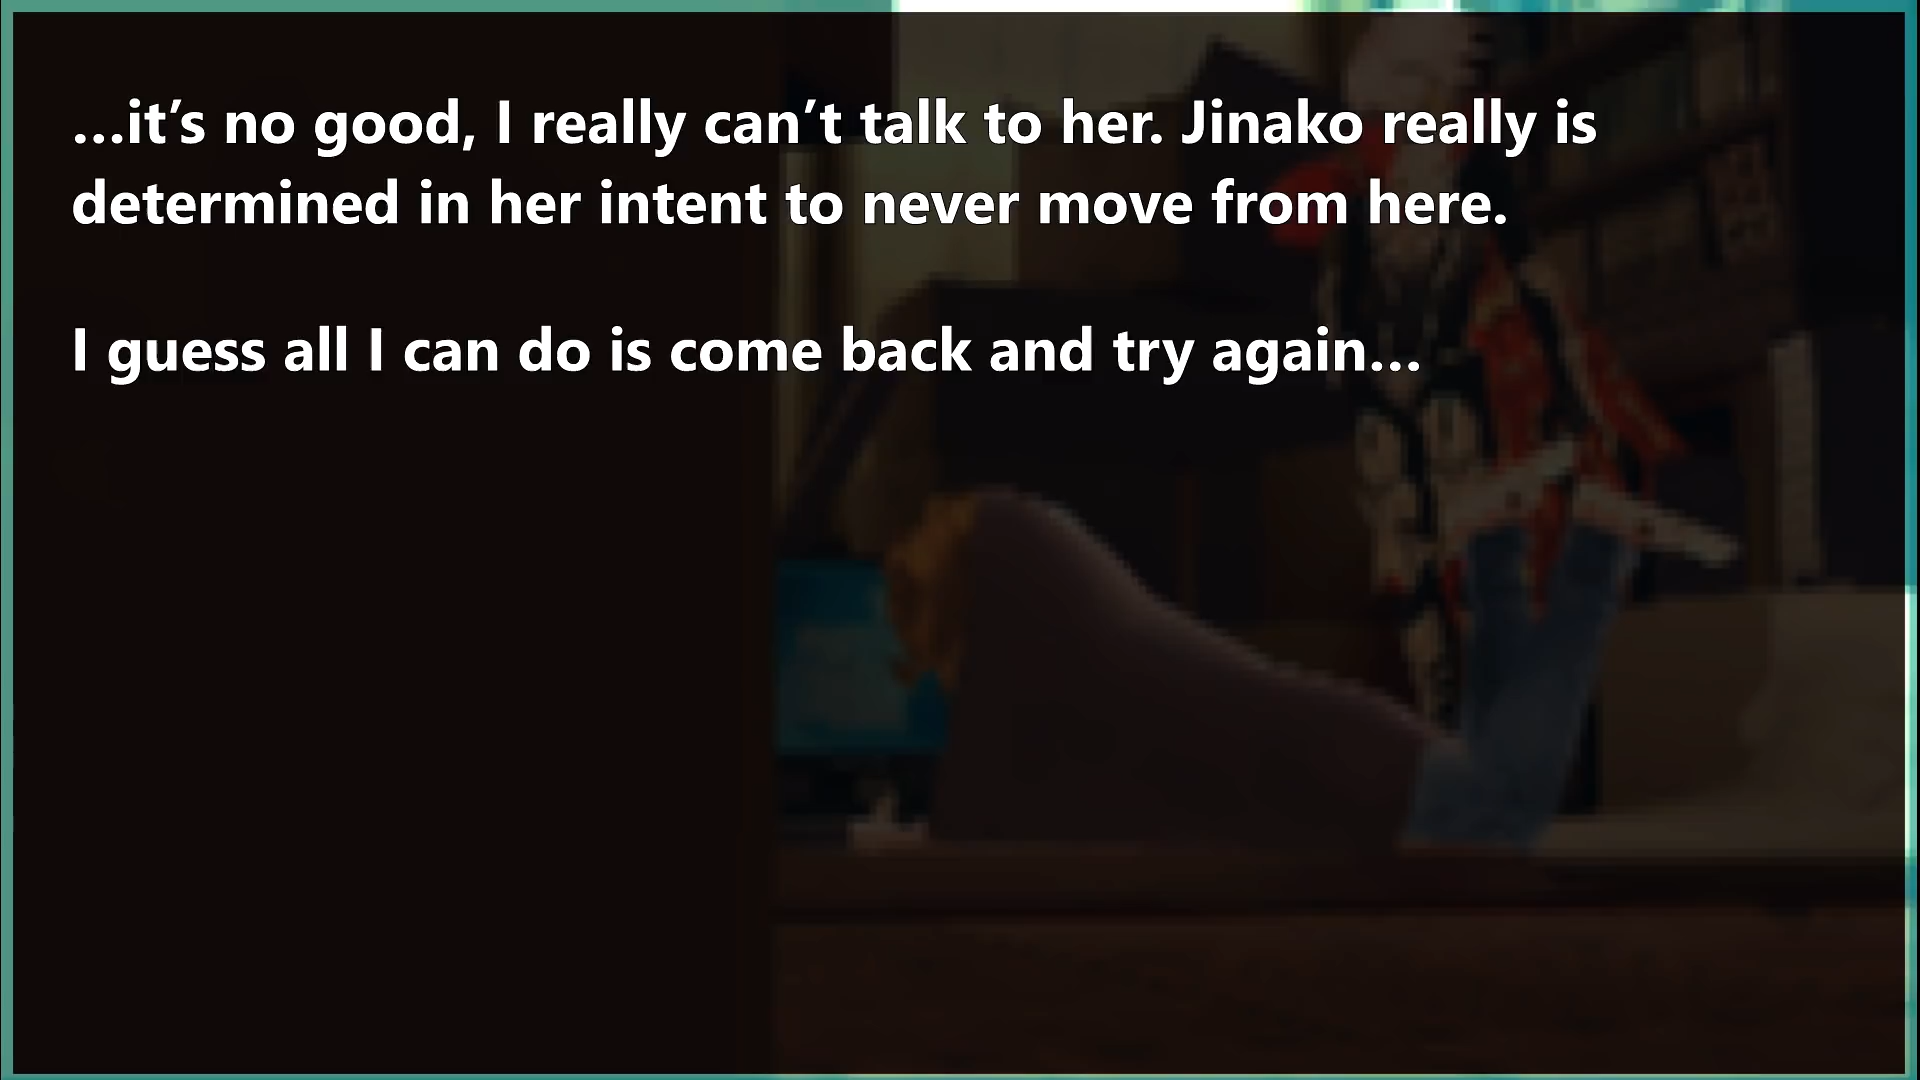 …it’s no good, I really can’t talk to her. Jinako really is
determined in her intent to never move from here.
I guess all I can do is come back and try again…